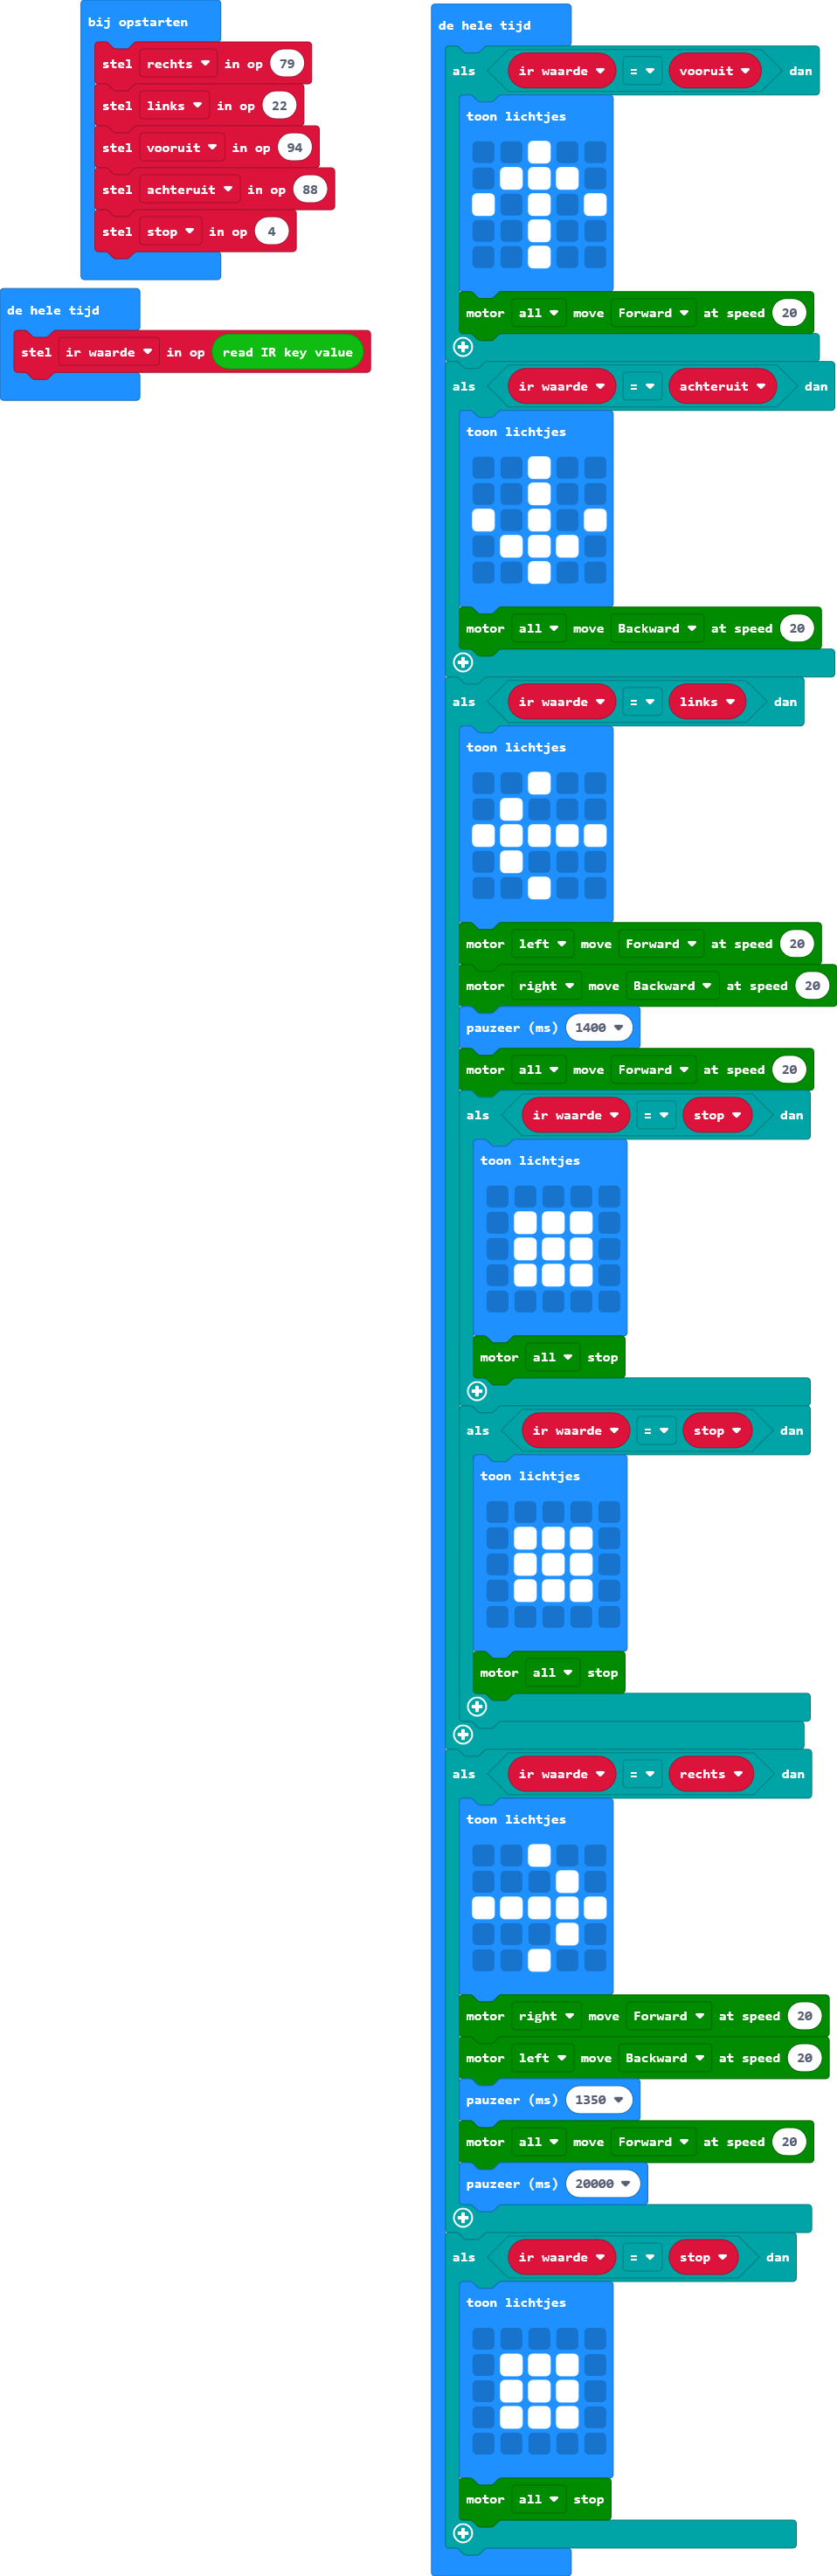 bij opstarten
stel rechts in op 79
stel links in op 22
stel vooruit in op 94
stel achteruit in op 88
stel stop in op 4
de hele tijd
stel ir waarde in op read IR key value
de hele tijd
als ir waarde = vooruit dan
toon lichtjes
motor all move Forward at speed 20
als ir waarde = achteruit dan
toon lichtjes
motor all move Backward at speed 20
als ir waarde = links dan
toon lichtjes
motor left move Forward at speed 20
motor right move Backward at speed 20
pauzeer (ms) 1400
motor all move Forward at speed 20
als ir waarde = stop dan
toon lichtjes
motor all stop
als ir waarde = stop dan
toon lichtjes
motor all stop
als ir waarde = rechts dan
toon lichtjes
motor right move Forward at speed 20
motor left move Backward at speed 20
pauzeer (ms) 1350
motor all move Forward at speed 20
pauzeer (ms) 20000
als ir waarde = stop dan
toon lichtjes
motor all stop